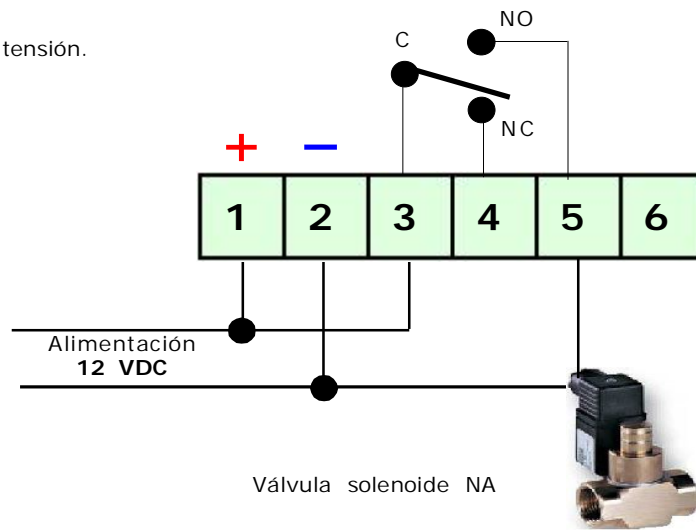 NO
C
tensión.
NC
+ –
1 2 3 4 5 6
Alimentación
12 VDC
Válvula solenoide NA